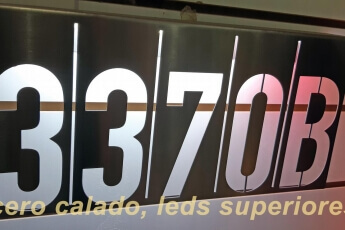 3370B
cero calado, leds superiores